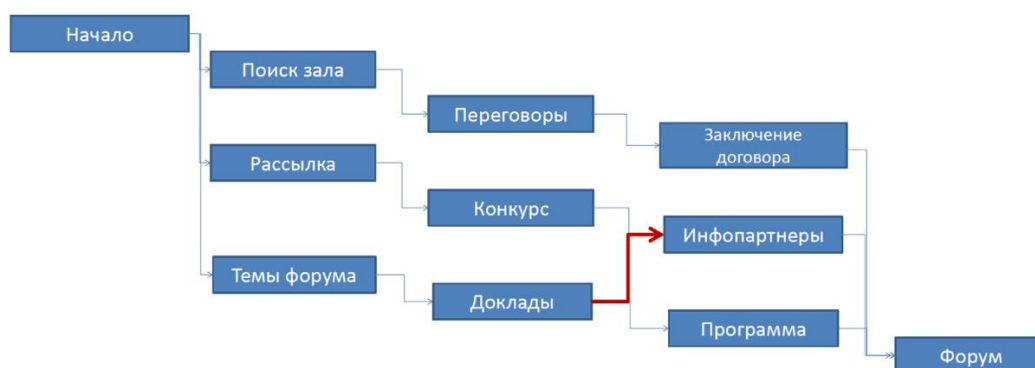 Начало
Поиск зала
Переговоры
Заключение
договора
Рассылка
Конкурс
Инфопартнеры
Темы форума
Доклады
Программа
Форум